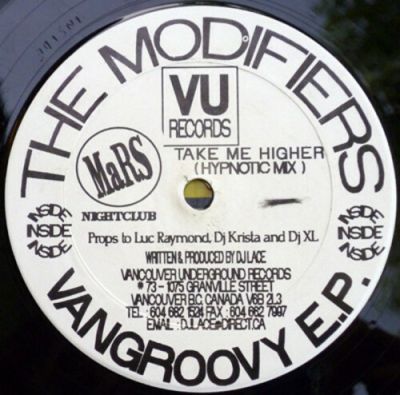 THE MODIFIERS
VU
RECORDS
TAKE ME HIGHER
(HYPNOTIC MIX)
MaRS
NIGHTCLUB
INSIDE
INSIDE
INSIDE
INSIDE
INSIDE
INSIDE
Props to Luc Raymond, Dj Krista and Dj XL
WRITTEN & PRODUCED BY DJ LACE
VANCOUVER UNDERGROUND RECORDS
# 73 - 1075 GRANVILLE STREET
VANCOUVER B.C. CANADA V6B 2L3
TEL : 604 662 1524 FAX : 604 662 7997
EMAIL : DJLACE@DIRECT.CA
VANGROOVY E.P.